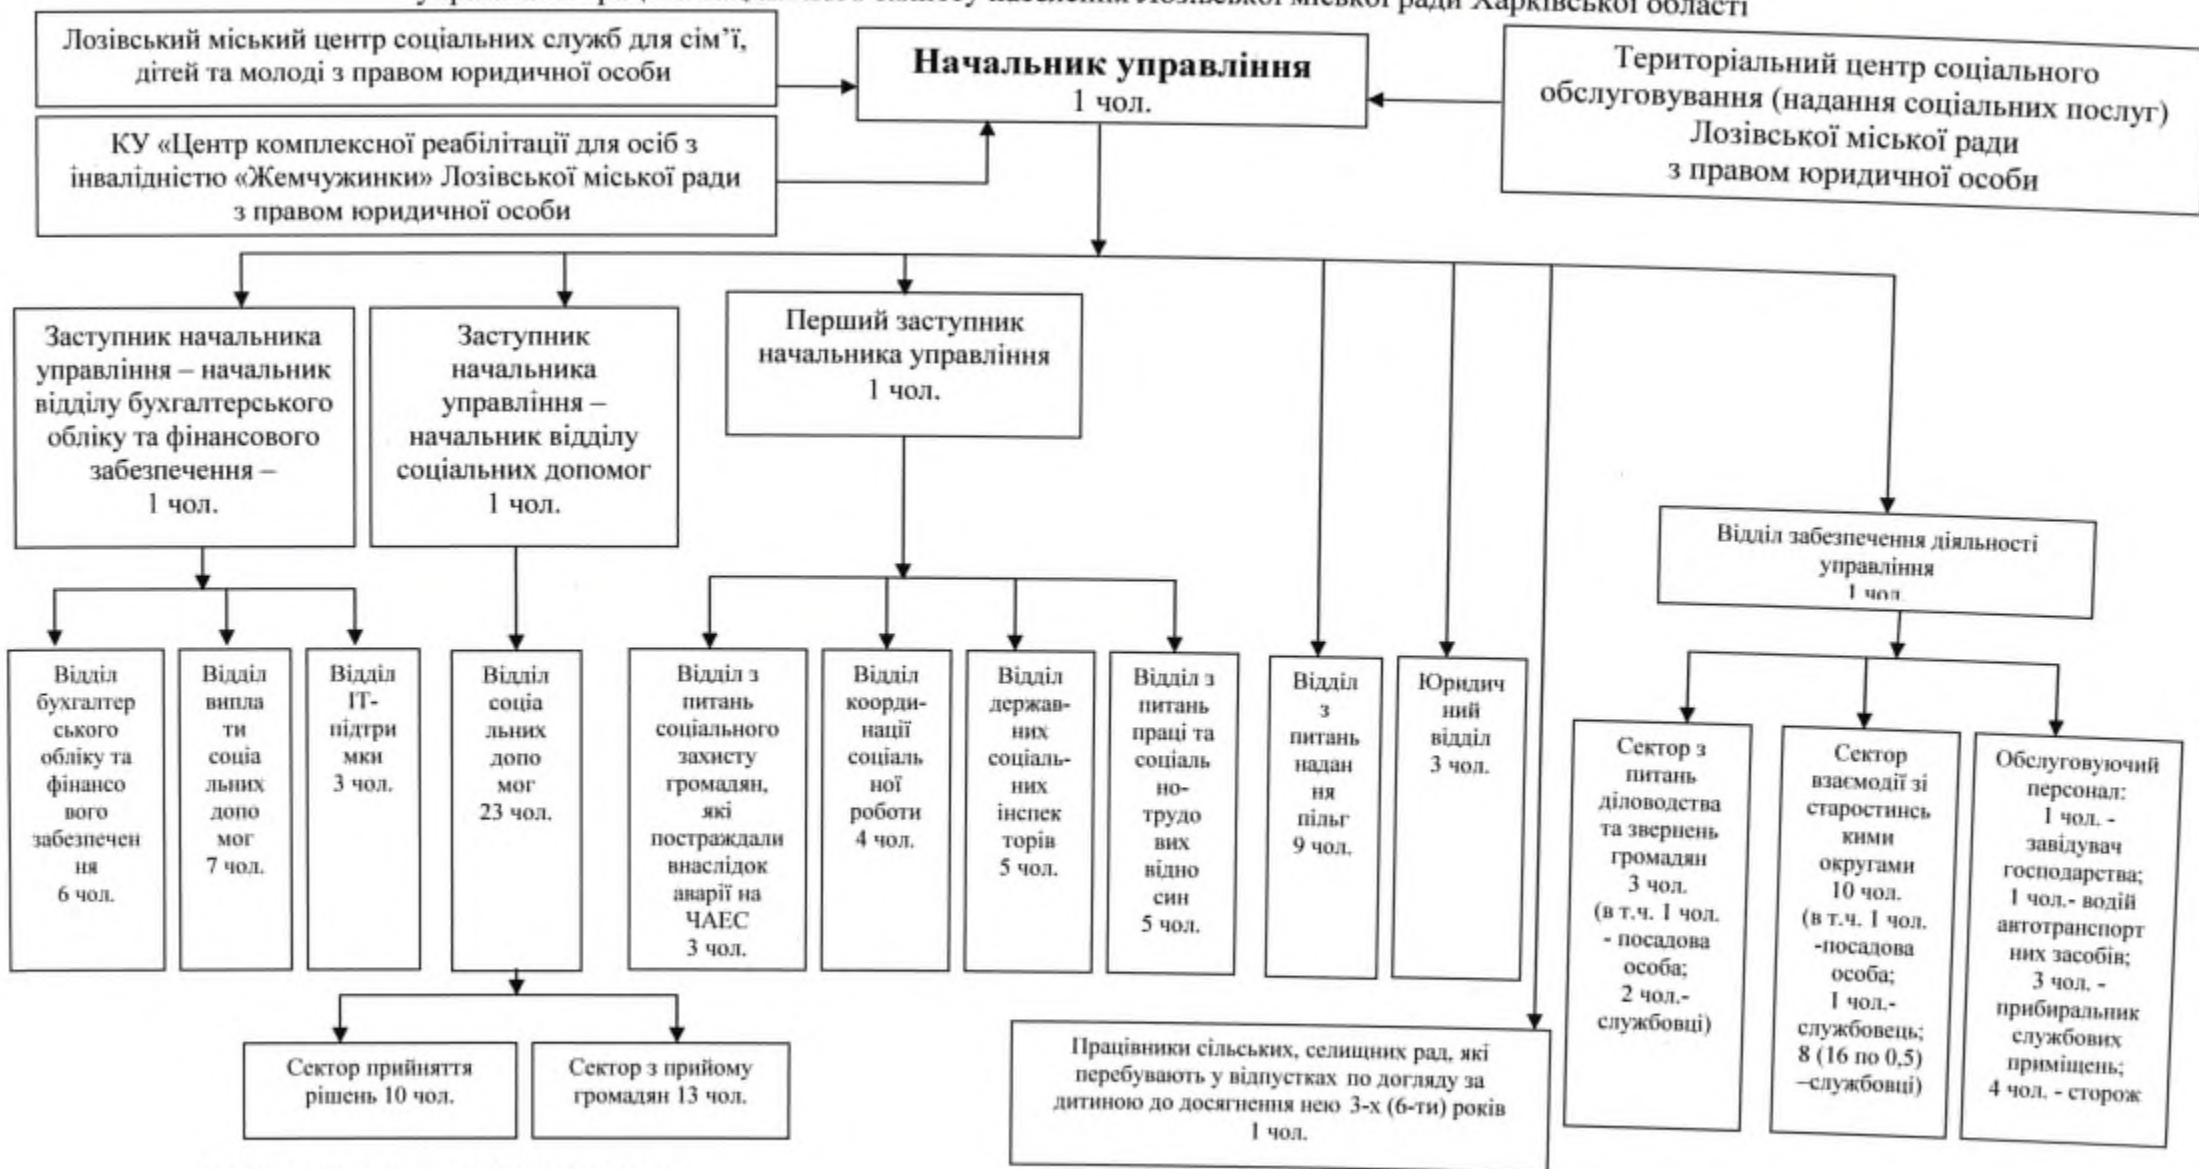 управління праці та соціального захисту населення Лозівської міської ради Харківської області
Лозівський міський центр соціальних служб для сім’ї,
дітей та молоді з правом юридичної особи
КУ «Центр комплексної реабілітації для осіб з
інвалідністю «Жемчужинки» Лозівської міської ради
з правом юридичної особи
Начальник управління
1 чол.
Територіальний центр соціального
обслуговування (надання соціальних послуг)
Лозівської міської ради
з правом юридичної особи
Заступник начальника
управління – начальник
відділу бухгалтерського
обліку та фінансового
забезпечення –
1 чол.
Заступник
начальника
управління –
начальник відділу
соціальних допомог
1 чол.
Перший заступник
начальника управління
1 чол.
Відділ забезпечення діяльності
управління
1 чол.
Відділ
бухгалтер
ського
обліку та
фінансо
вого
забезпечен
ня
6 чол.
Відділ
випла
ти
соціа
льних
допо
мог
7 чол.
Відділ
ІТ-
підтри
мки
3 чол.
Відділ
соціа
льних
допо
мог
23 чол.
Відділ з
питань
соціального
захисту
громадян,
які
постраждали
внаслідок
аварії на
ЧАЕС
3 чол.
Відділ
коорди-
нації
соціаль
ної
роботи
4 чол.
Відділ
держав-
них
соціаль-
них
інспек
торів
5 чол.
Відділ з
питань
праці та
соціаль
но-
трудо
вих
відно
син
5 чол.
Відділ
з
питань
надан
ня
пільг
9 чол.
Юридич
ний
відділ
3 чол.
Сектор з
питань
діловодства
та звернень
громадян
3 чол.
(в т.ч. 1 чол.
- посадова
особа;
2 чол.-
службовці)
Сектор
взаємодії зі
старостинсь
кими
округами
10 чол.
(в т.ч. 1 чол.
-посадова
особа;
1 чол.-
службовець;
8 (16 по 0,5)
–службовці)
Обслуговуючий
персонал:
1 чол. -
завідувач
господарства;
1 чол.- водій
автотранспорт
них засобів;
3 чол. -
прибиральник
службових
приміщень;
4 чол. - сторож
Сектор прийняття
рішень 10 чол.
Сектор з прийому
громадян 13 чол.
Працівники сільських, селищних рад, які
перебувають у відпустках по догляду за
дитиною до досягнення нею 3-х (6-ти) років
1 чол.